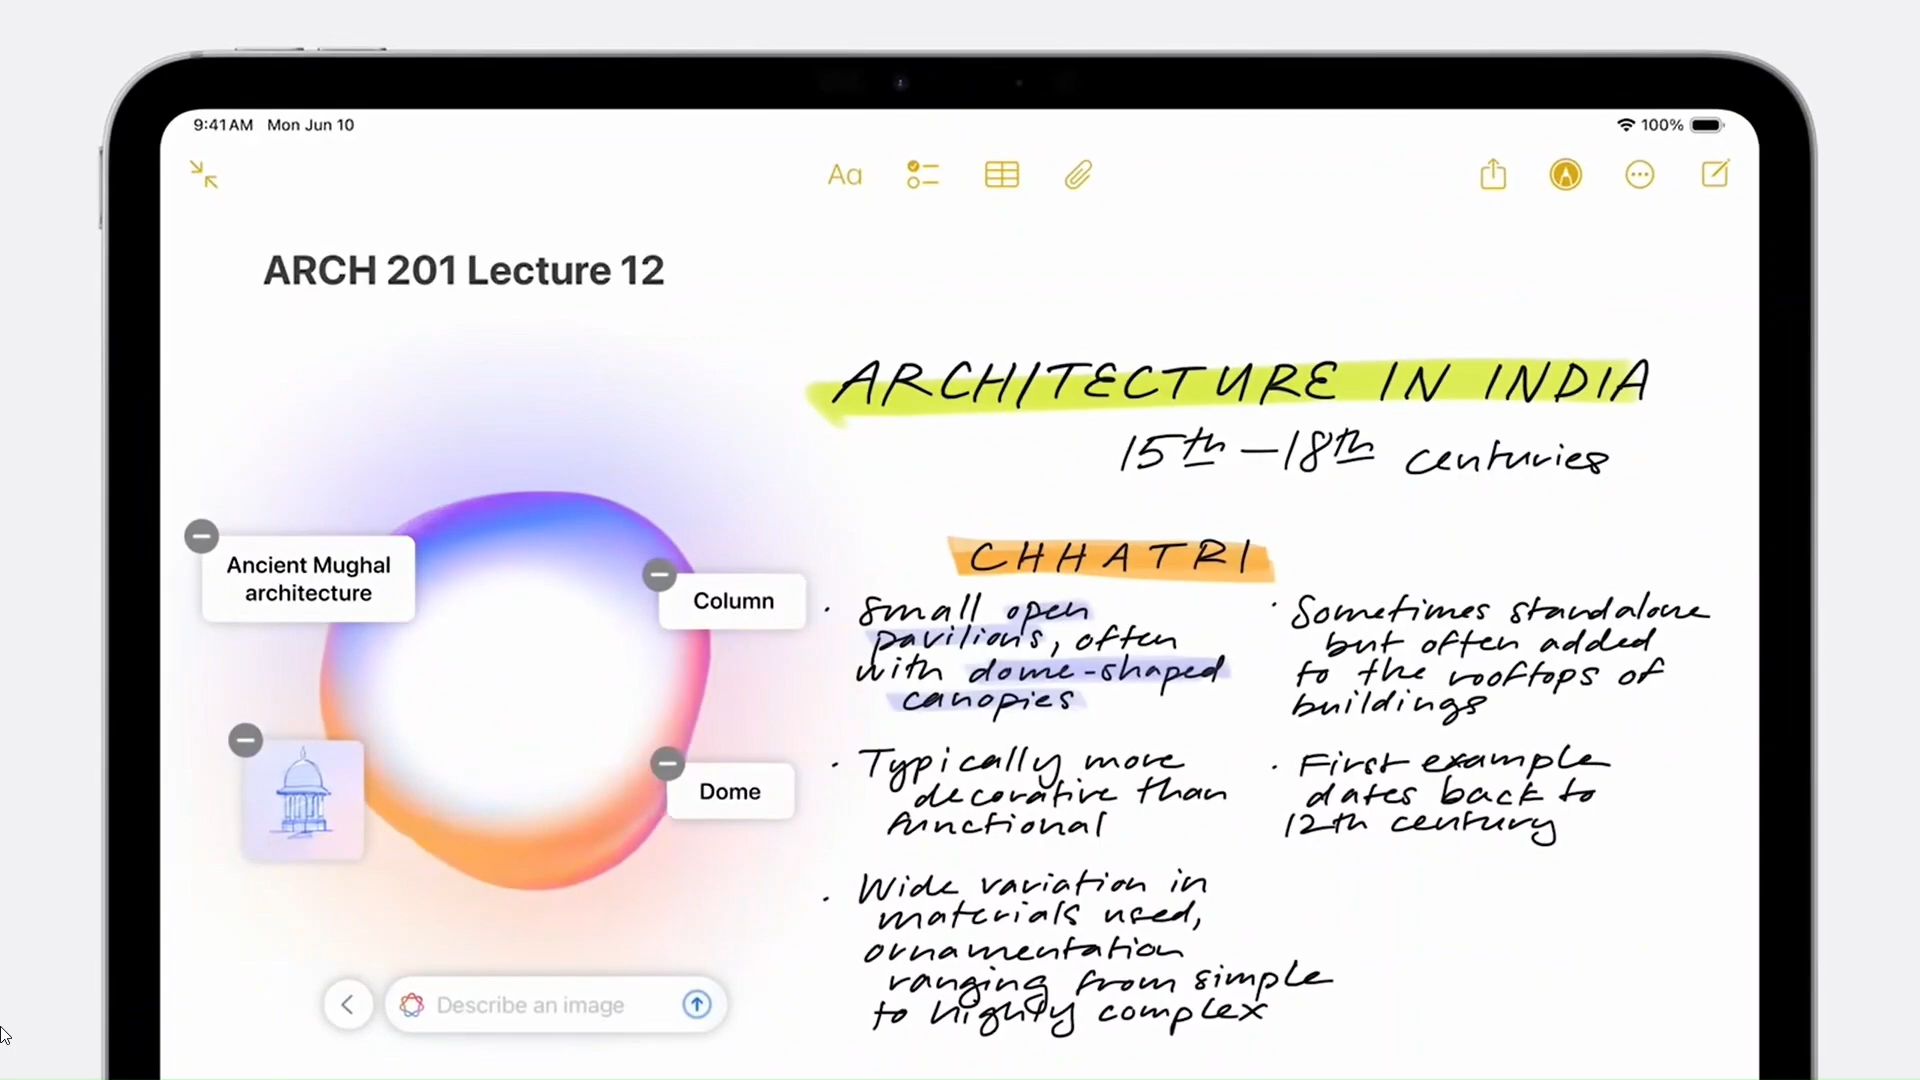 9:41 AM Mon Jun 10
100%
Aa
ARCH 201 Lecture 12
ARCHITECTURE IN INDIA
15th – 18th centuries
Ancient Mughal
architecture
Column
Dome
Describe an image
CHHATRI
· Small open
pavilions, often
with dome-shaped
canopies
· Typically more
decorative than
functional
· Wide variation in
materials used,
ornamentation
ranging from simple
to highly complex
· Sometimes standalone
but often added
to the rooftops of
buildings
· First example
dates back to
12th century